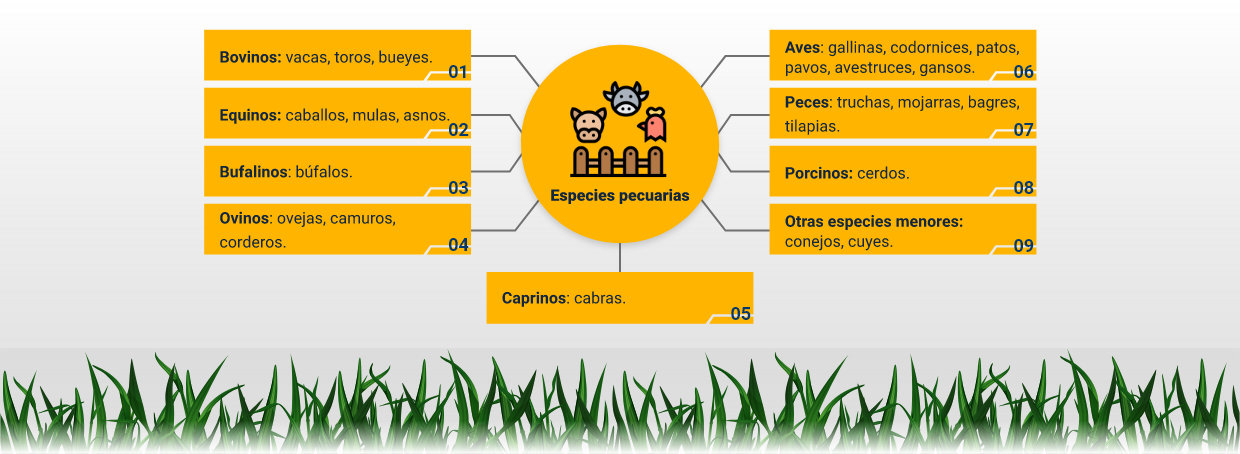 Bovinos: vacas, toros, bueyes.
01
Equinos: caballos, mulas, asnos.
02
Bufalinos: búfalos.
03
Ovinos: ovejas, camuros,
corderos.
04
Especies pecuarias
Caprinos: cabras.
05
Aves: gallinas, codornices, patos,
pavos, avestruces, gansos.
06
Peces: truchas, mojarras, bagres,
tilapias.
07
Porcinos: cerdos.
08
Otras especies menores:
conejos, cuyes.
09